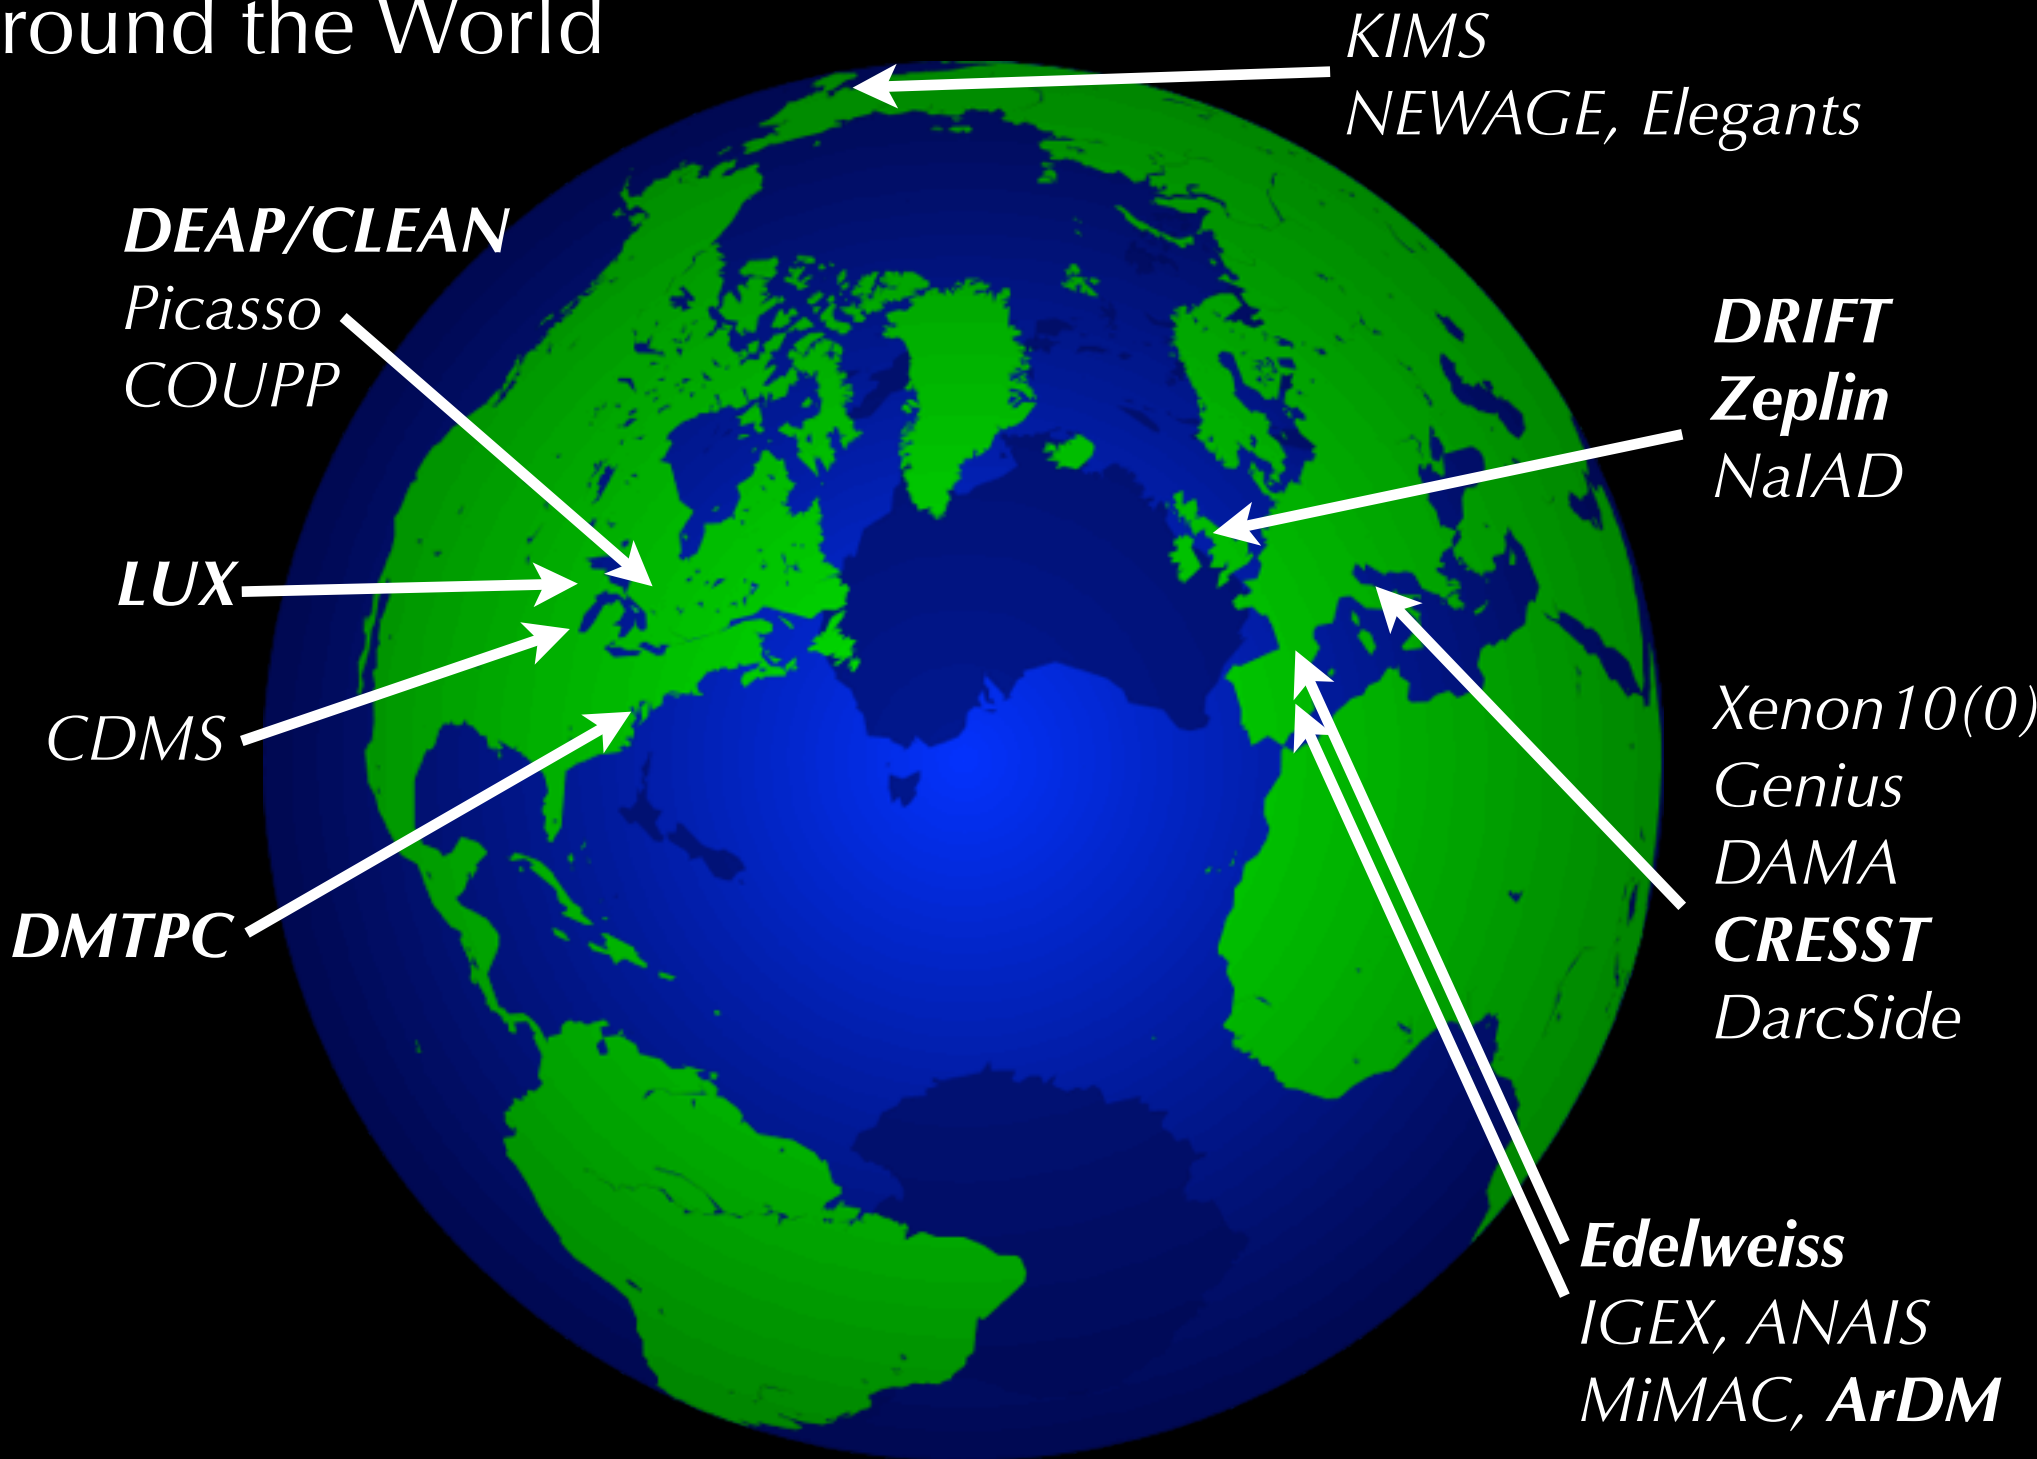 round the World
KIMS
NEWAGE, Elegants
DEAP/CLEAN
Picasso
COUPP
DRIFT
Zeplin
NaIAD
LUX
CDMS
DMTPC
Xenon10(0)
Genius
DAMA
CRESST
DarcSide
Edelweiss
IGEX, ANAIS
MiMAC, ArDM